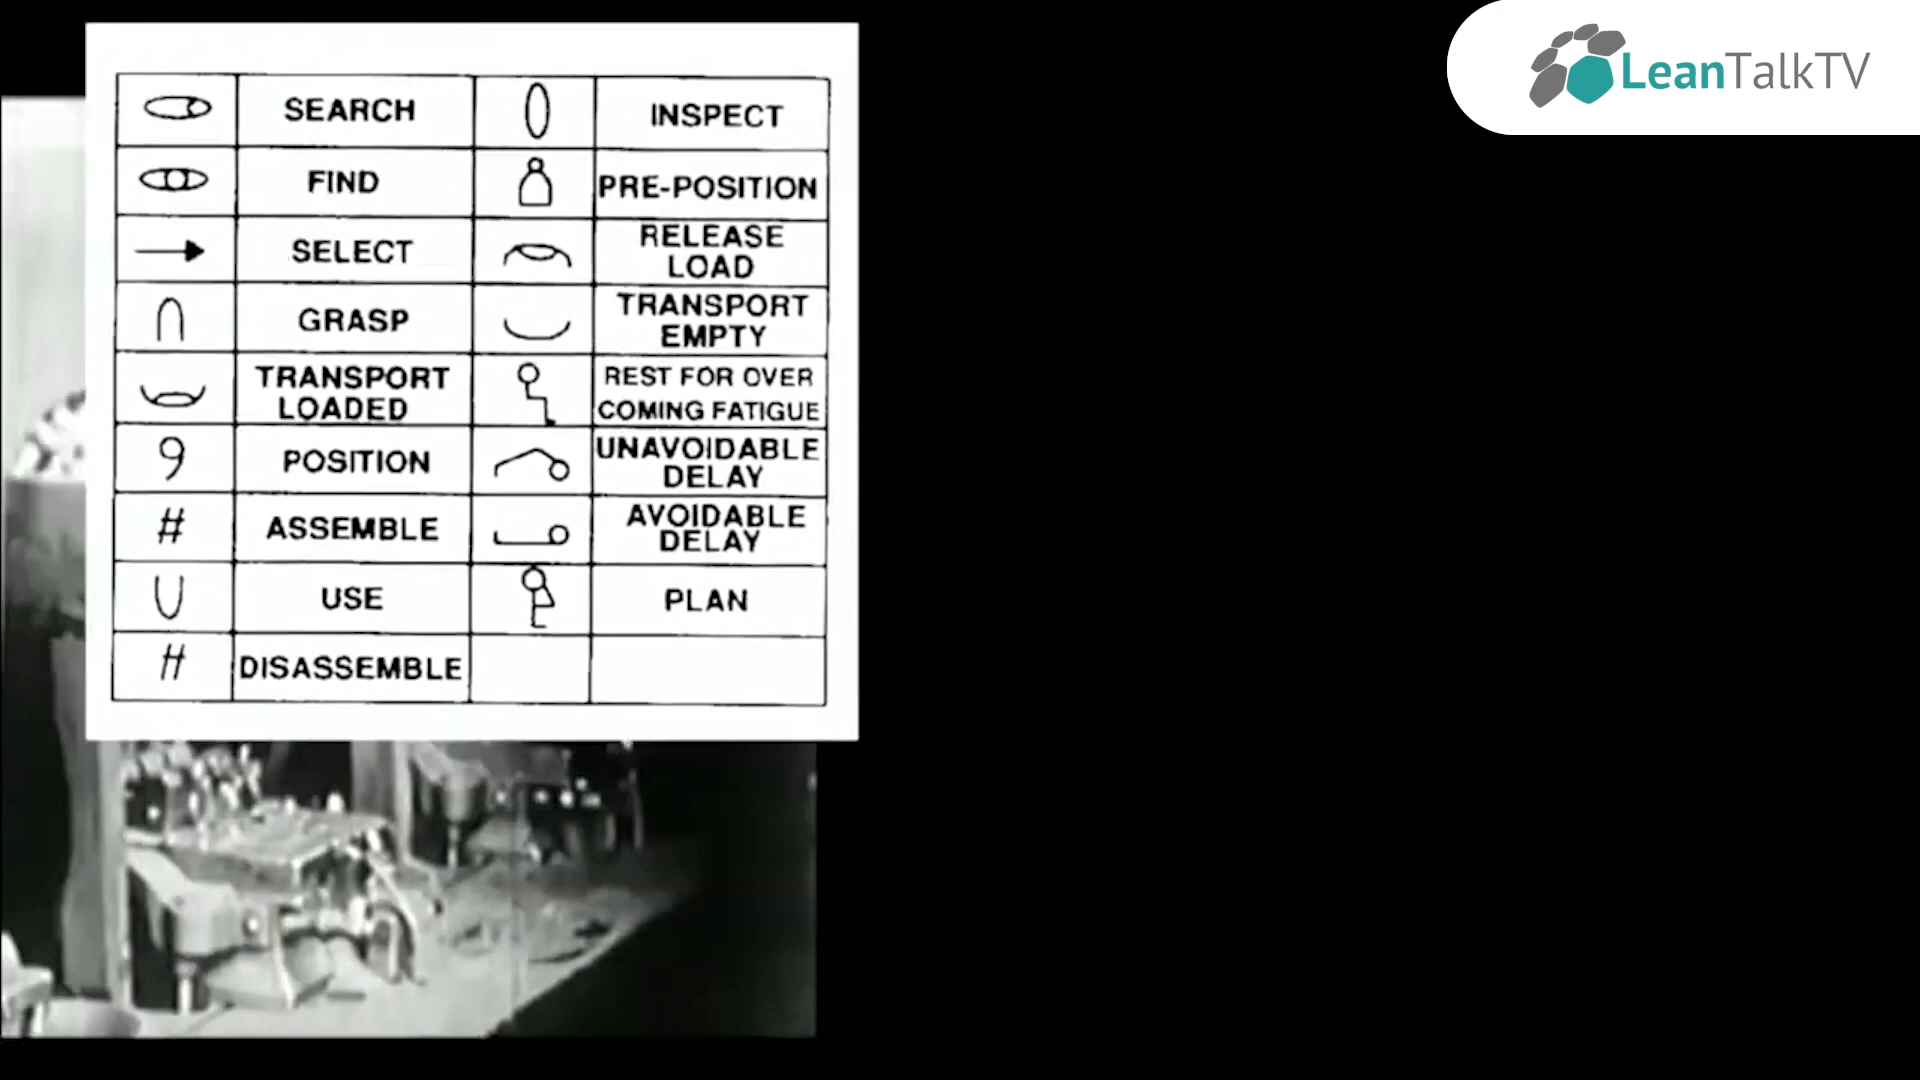 LeanTalkTV
SEARCH
INSPECT
FIND
PRE-POSITION
SELECT
RELEASE
LOAD
GRASP
TRANSPORT
EMPTY
TRANSPORT
LOADED
REST FOR OVER
COMING FATIGUE
POSITION
UNAVOIDABLE
DELAY
ASSEMBLE
AVOIDABLE
DELAY
USE
PLAN
DISASSEMBLE